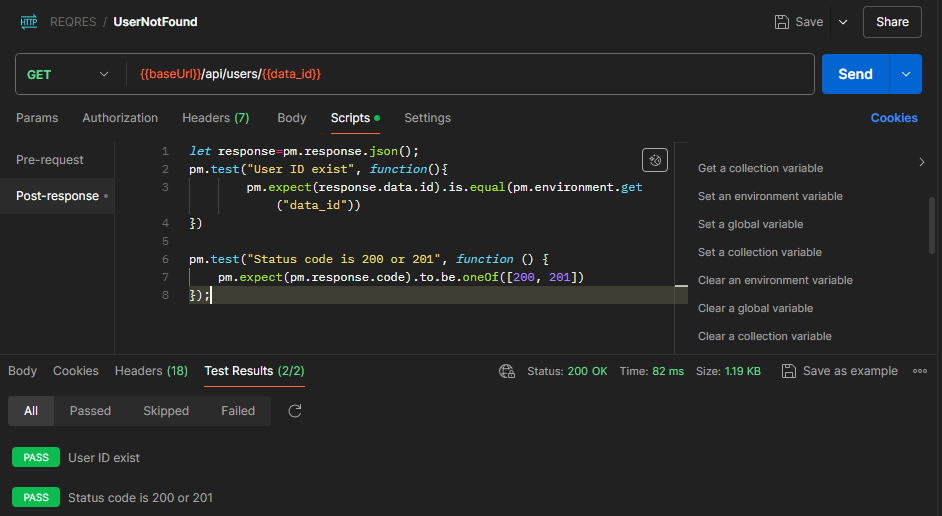 HTTP REQRES / UserNotFound Save Share
GET {{baseUrl}}/api/users/{{data_id}} Send
Params Authorization Headers (7) Body Scripts Settings Cookies
Pre-request
Post-response
1 let response=pm.response.json();
2 pm.test("User ID exist", function(){
3 pm.expect(response.data.id).is.equal(pm.environment.get
("data_id"))
4 })
5
6 pm.test("Status code is 200 or 201", function () {
7 pm.expect(pm.response.code).to.be.oneOf([200, 201])
8 });
Get a collection variable
Set an environment variable
Set a global variable
Set a collection variable
Clear an environment variable
Clear a global variable
Clear a collection variable
Body Cookies Headers (18) Test Results (2/2) Status: 200 OK Time: 82 ms Size: 1.19 KB Save as example
All Passed Skipped Failed
PASS User ID exist
PASS Status code is 200 or 201